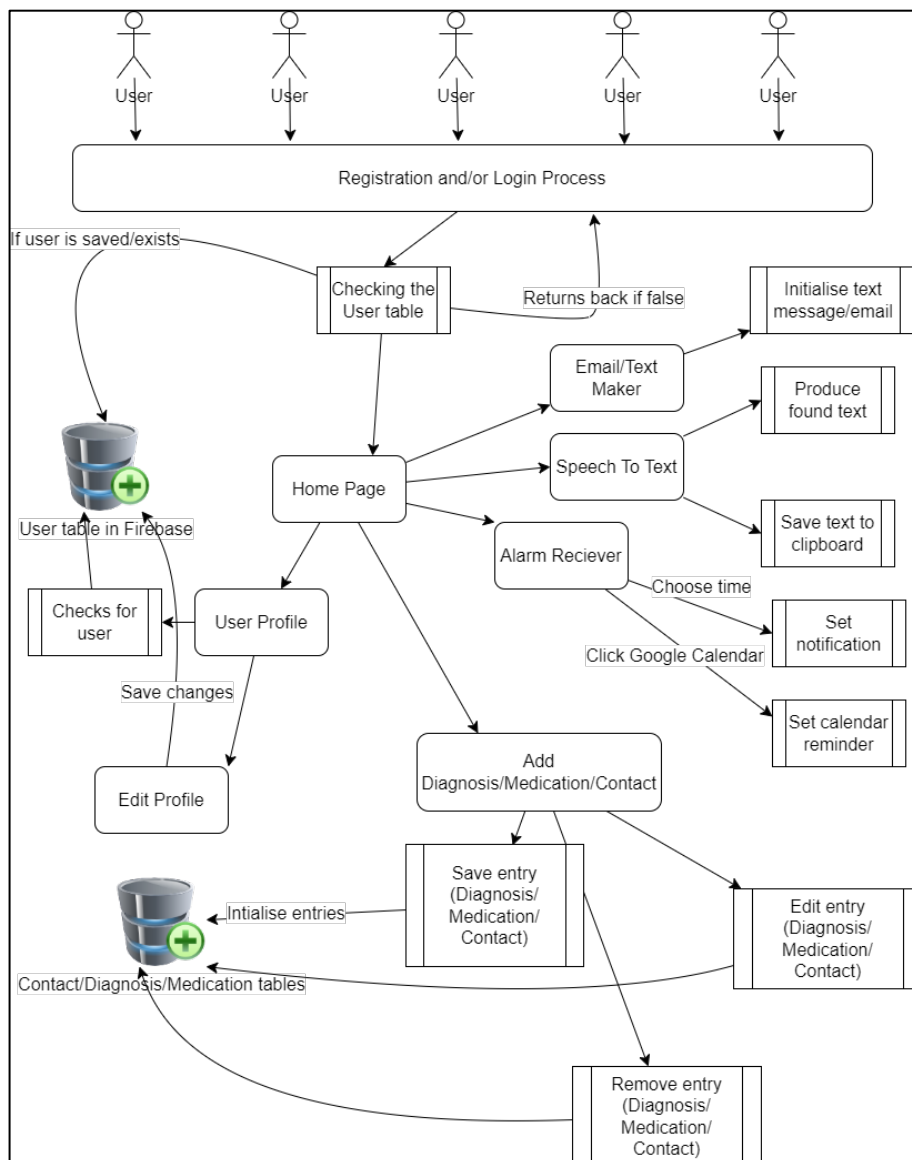 User
User
User
User
User
Registration and/or Login Process
If user is saved/exists
Checking the
User table
Returns back if false
Initialise text
message/email
Email/Text
Maker
Produce
found text
Speech To Text
Home Page
Save text to
clipboard
User table in Firebase
Alarm Reciever
Choose time
Checks for
user
User Profile
Set
notification
Click Google Calendar
Save changes
Set calendar
reminder
Edit Profile
Add
Diagnosis/Medication/Contact
Save entry
(Diagnosis/
Medication/
Contact)
Intialise entries
Edit entry
(Diagnosis/
Medication/
Contact)
Contact/Diagnosis/Medication tables
Remove entry
(Diagnosis/
Medication/
Contact)